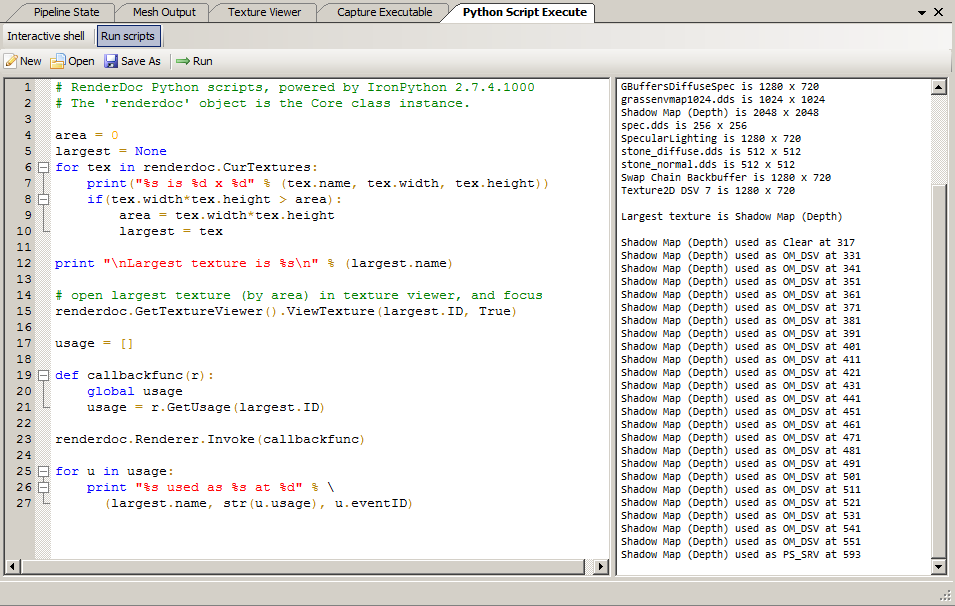 Pipeline State Mesh Output Texture Viewer Capture Executable Python Script Execute
Interactive shell Run scripts
New Open Save As Run
1 # RenderDoc Python scripts, powered by IronPython 2.7.4.1000
2 # The 'renderdoc' object is the Core class instance.
3
4 area = 0
5 largest = None
6 for tex in renderdoc.CurTextures:
7 print("%s is %d x %d" % (tex.name, tex.width, tex.height))
8 if(tex.width*tex.height > area):
9 area = tex.width*tex.height
10 largest = tex
11
12 print "\nLargest texture is %s\n" % (largest.name)
13
14 # open largest texture (by area) in texture viewer, and focus
15 renderdoc.GetTextureViewer().ViewTexture(largest.ID, True)
16
17 usage = []
18
19 def callbackfunc(r):
20 global usage
21 usage = r.GetUsage(largest.ID)
22
23 renderdoc.Renderer.Invoke(callbackfunc)
24
25 for u in usage:
26 print "%s used as %s at %d" % \
27 (largest.name, str(u.usage), u.eventID)
GBuffersDiffuseSpec is 1280 x 720
grassenvmap1024.dds is 1024 x 1024
Shadow Map (Depth) is 2048 x 2048
spec.dds is 256 x 256
SpecularLighting is 1280 x 720
stone_diffuse.dds is 512 x 512
stone_normal.dds is 512 x 512
Swap Chain Backbuffer is 1280 x 720
Texture2D DSV 7 is 1280 x 720
Largest texture is Shadow Map (Depth)
Shadow Map (Depth) used as Clear at 317
Shadow Map (Depth) used as OM_DSV at 331
Shadow Map (Depth) used as OM_DSV at 341
Shadow Map (Depth) used as OM_DSV at 351
Shadow Map (Depth) used as OM_DSV at 361
Shadow Map (Depth) used as OM_DSV at 371
Shadow Map (Depth) used as OM_DSV at 381
Shadow Map (Depth) used as OM_DSV at 391
Shadow Map (Depth) used as OM_DSV at 401
Shadow Map (Depth) used as OM_DSV at 411
Shadow Map (Depth) used as OM_DSV at 421
Shadow Map (Depth) used as OM_DSV at 431
Shadow Map (Depth) used as OM_DSV at 441
Shadow Map (Depth) used as OM_DSV at 451
Shadow Map (Depth) used as OM_DSV at 461
Shadow Map (Depth) used as OM_DSV at 471
Shadow Map (Depth) used as OM_DSV at 481
Shadow Map (Depth) used as OM_DSV at 491
Shadow Map (Depth) used as OM_DSV at 501
Shadow Map (Depth) used as OM_DSV at 511
Shadow Map (Depth) used as OM_DSV at 521
Shadow Map (Depth) used as OM_DSV at 531
Shadow Map (Depth) used as OM_DSV at 541
Shadow Map (Depth) used as OM_DSV at 551
Shadow Map (Depth) used as PS_SRV at 593